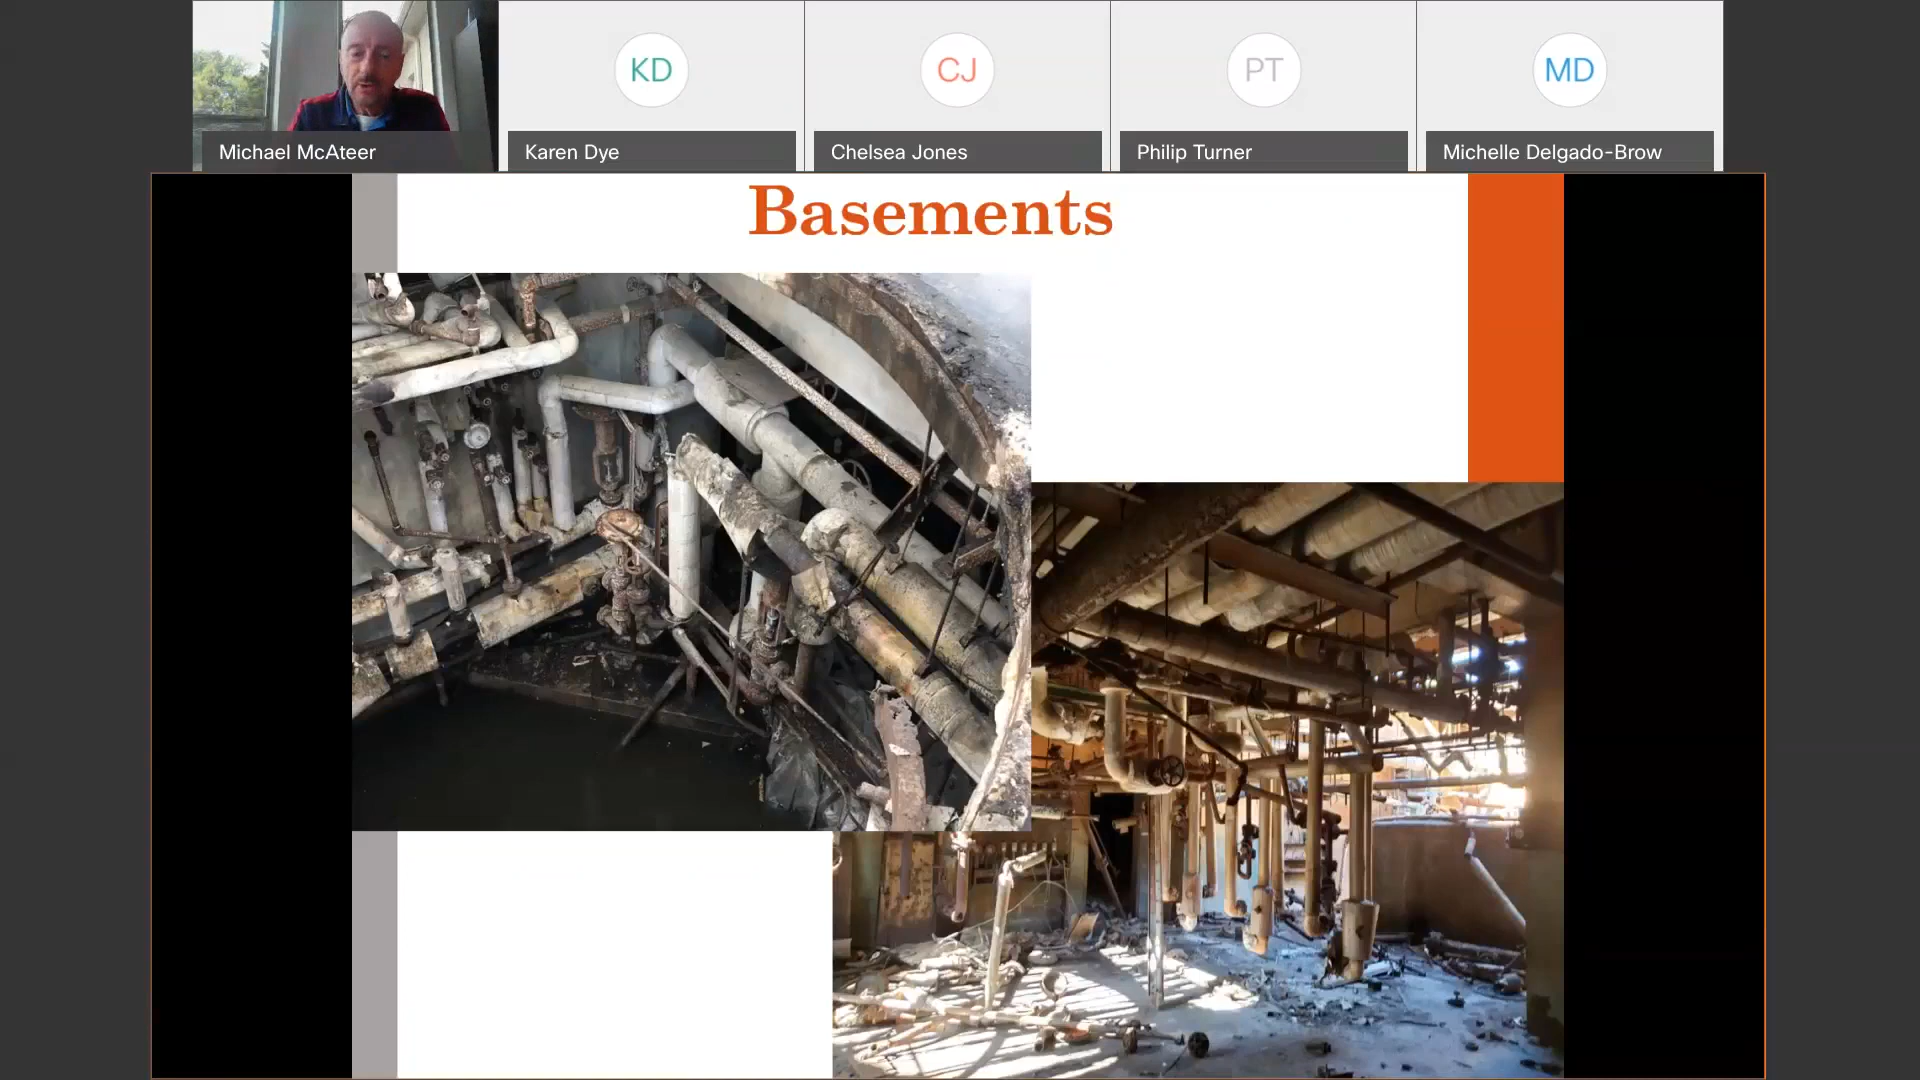 KD
CJ
PT
MD
Michael McAteer
Karen Dye
Chelsea Jones
Philip Turner
Michelle Delgado-Brow
Basements